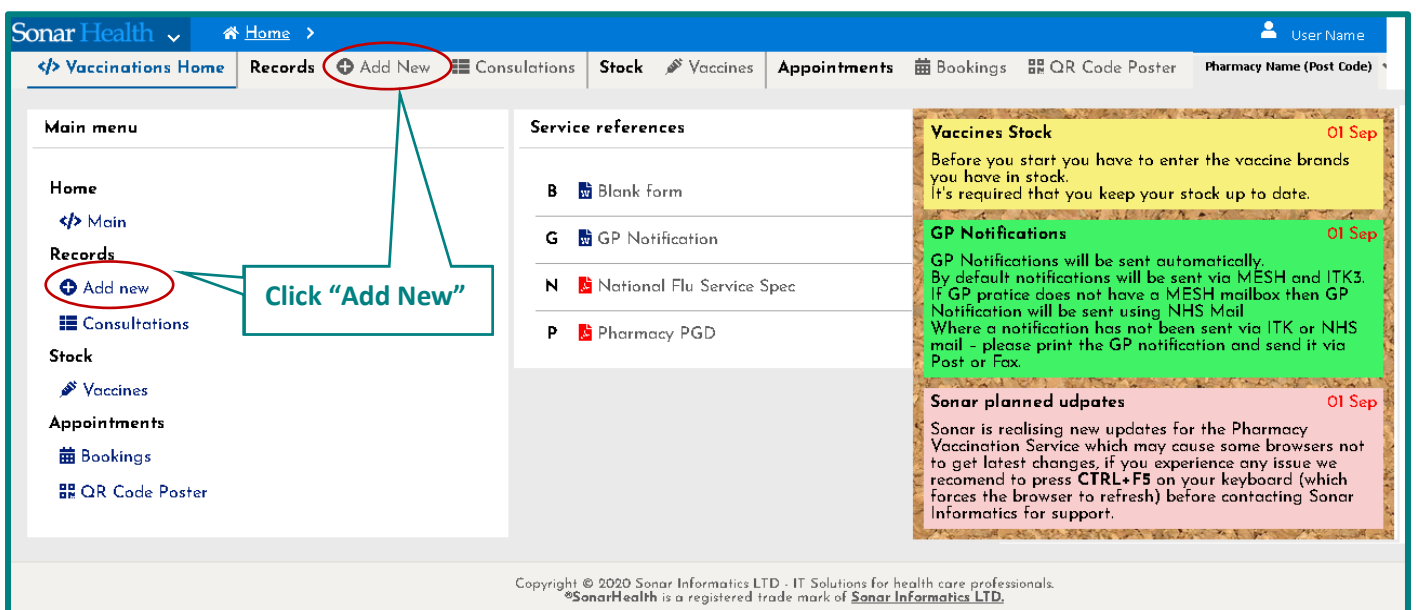 Sonar Health Home > User Name
</> Vaccinations Home Records Add New Consulations Stock Vaccines Appointments Bookings QR Code Poster Pharmacy Name (Post Code)
Main menu
Home
</> Main
Records
Add new
Consultations
Stock
Vaccines
Appointments
Bookings
QR Code Poster
Click “Add New”
Service references
B Blank form
G GP Notification
N National Flu Service Spec
P Pharmacy PGD
Vaccines Stock 01 Sep
Before you start you have to enter the vaccine brands
you have in stock.
It's required that you keep your stock up to date.
GP Notifications 01 Sep
GP Notifications will be sent automatically.
By default notifications will be sent via MESH and ITK3.
If GP pratice does not have a MESH mailbox then GP
Notification will be sent using NHS Mail
Where a notification has not been sent via ITK or NHS
mail - please print the GP notification and send it via
Post or Fax.
Sonar planned udpates 01 Sep
Sonar is realising new updates for the Pharmacy
Vaccination Service which may cause some browsers not
to get latest changes, if you experience any issue we
recomend to press CTRL+F5 on your keyboard (which
forces the browser to refresh) before contacting Sonar
Informatics for support.
Copyright © 2020 Sonar Informatics LTD - IT Solutions for health care professionals.
®SonarHealth is a registered trade mark of Sonar Informatics LTD.